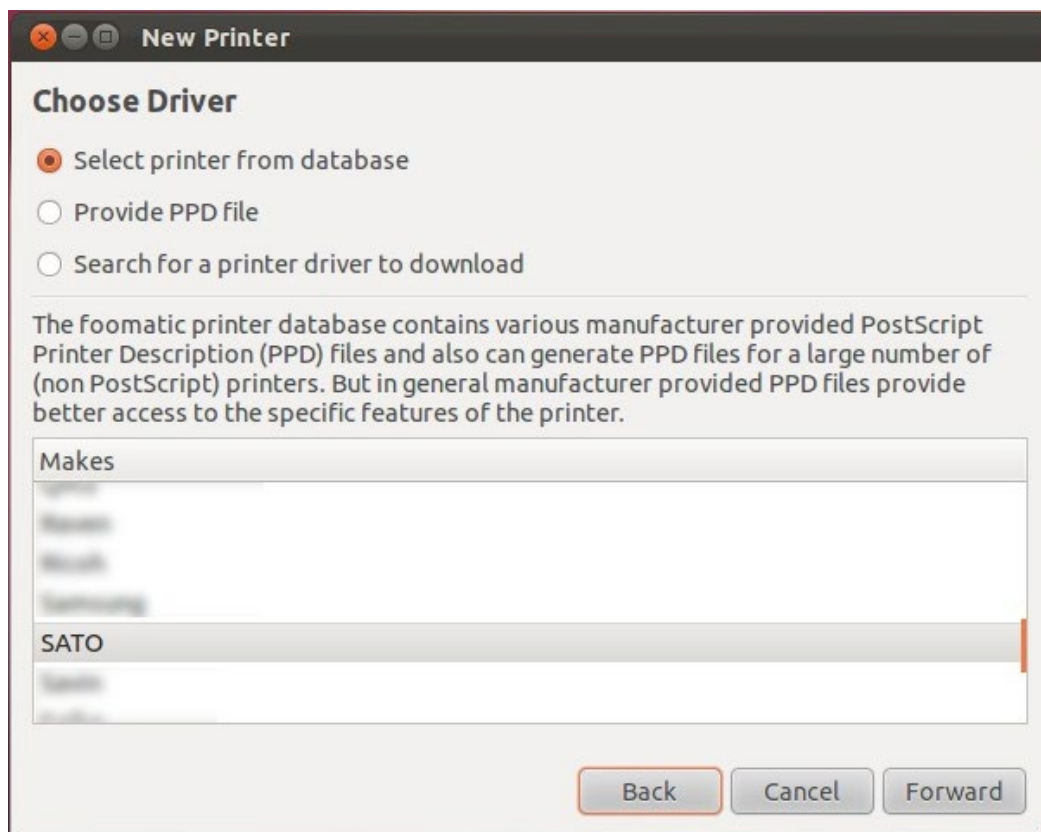 New Printer
Choose Driver
Select printer from database
Provide PPD file
Search for a printer driver to download
The foomatic printer database contains various manufacturer provided PostScript
Printer Description (PPD) files and also can generate PPD files for a large number of
(non PostScript) printers. But in general manufacturer provided PPD files provide
better access to the specific features of the printer.
Makes
SATO
Back Cancel Forward